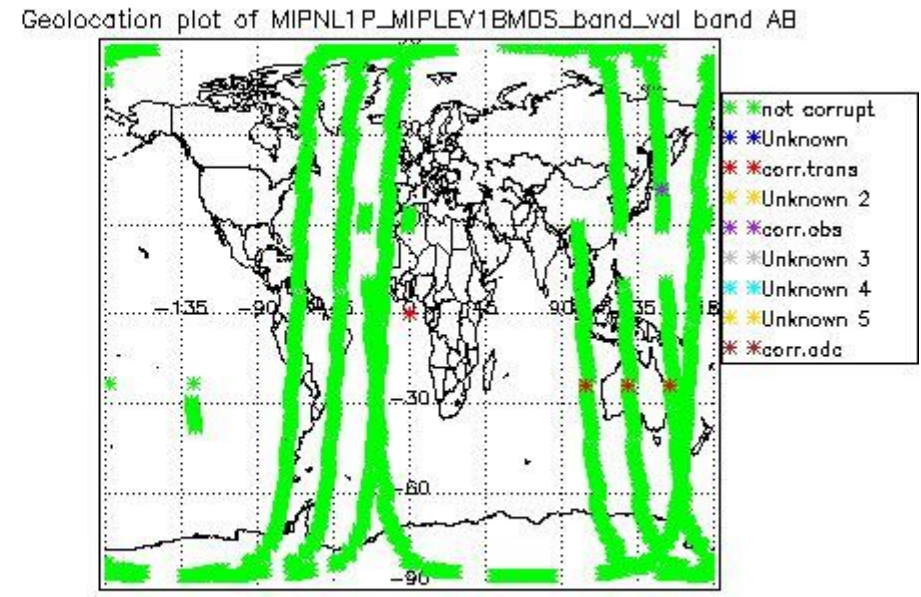 Geolocation plot of MIPNL1P_MIPLEV1BMDS_band_val band AB
not corrupt
Unknown
corr.trans
Unknown 2
corr.obs
Unknown 3
Unknown 4
Unknown 5
corr.adc
-135 -90 45 90 135
-30
-60
-90